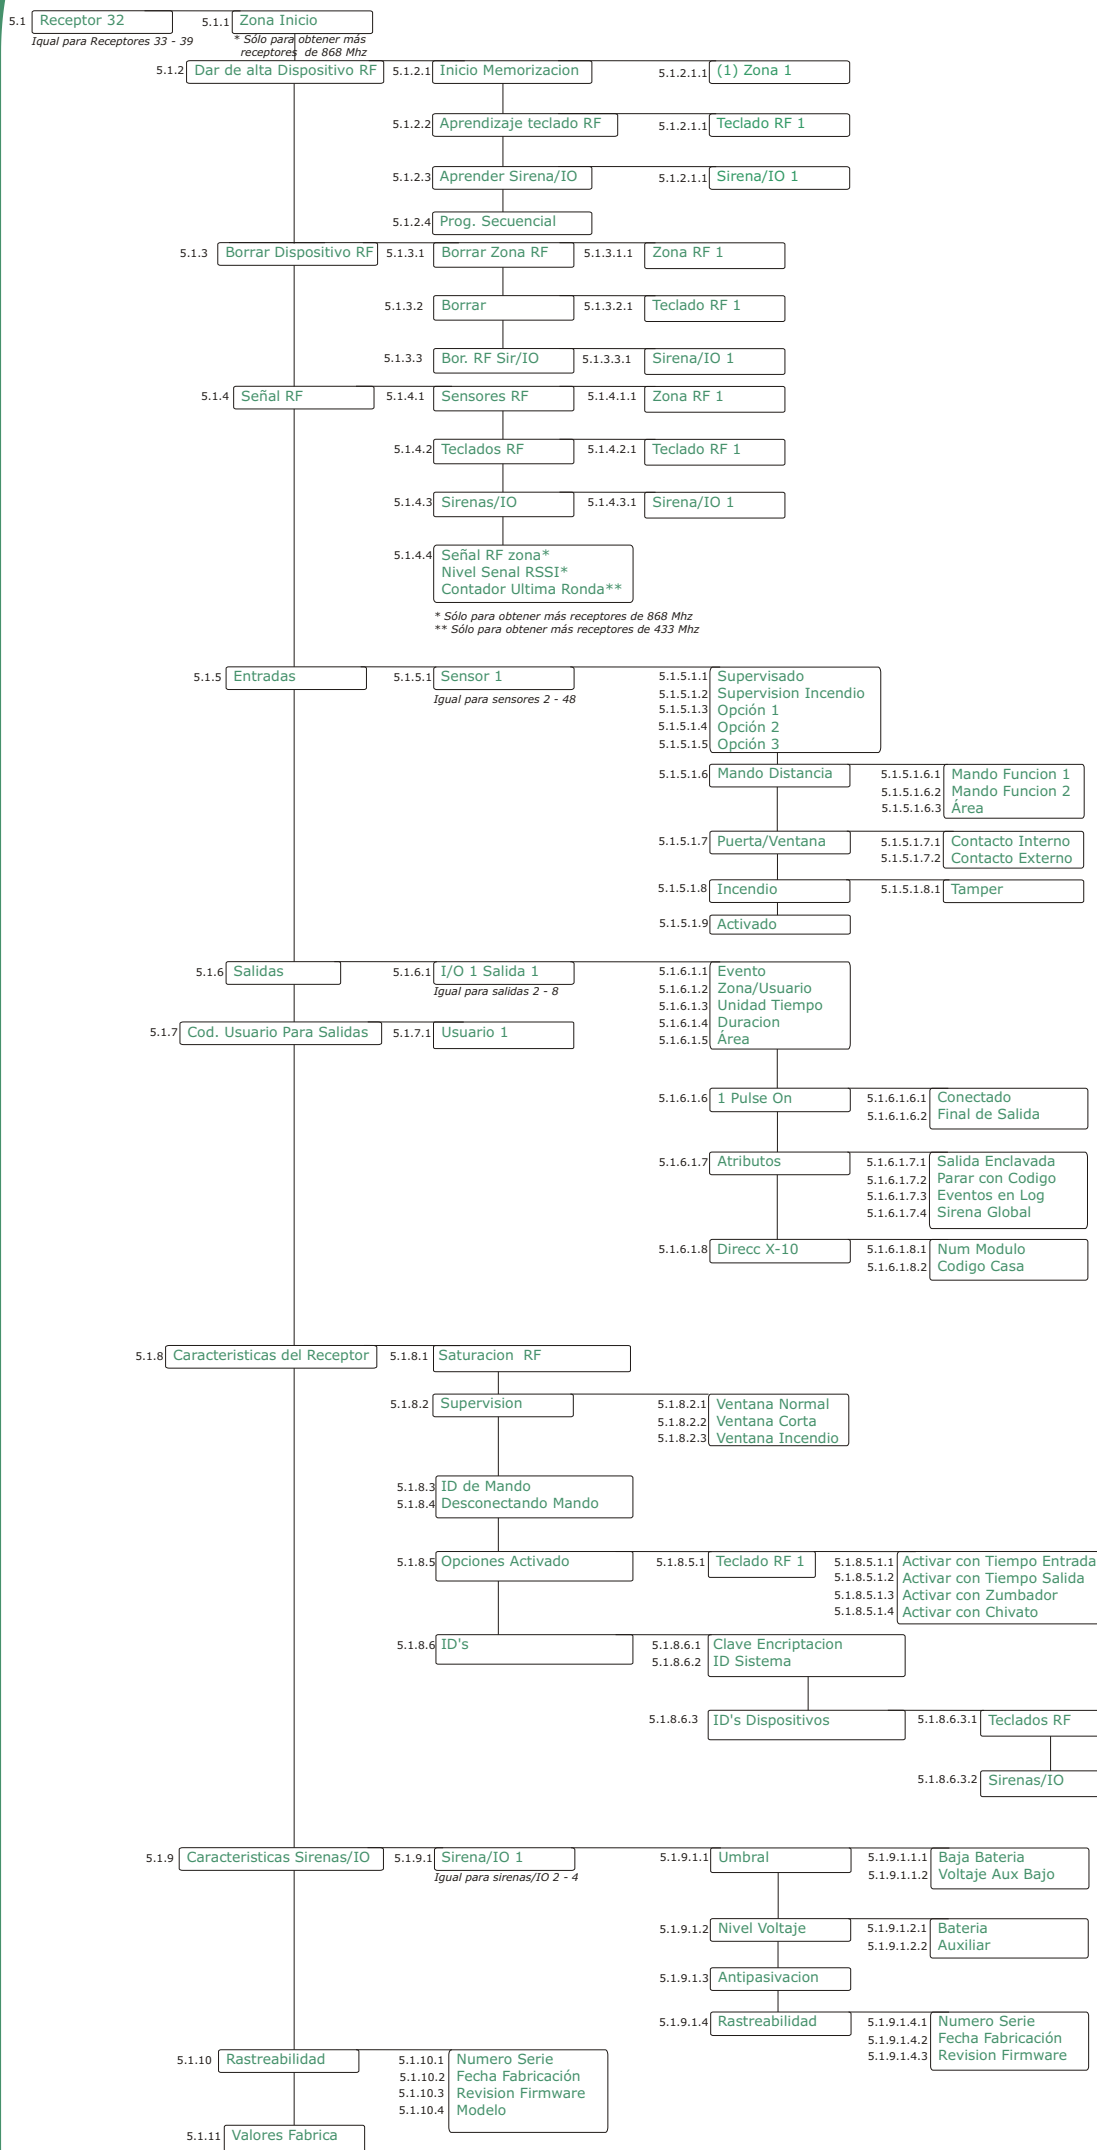 5.1 Receptor 32 5.1.1 Zona Inicio
Iqual para Receptores 33 - 39
* Sólo para obtener más
receptores de 868 Mhz
5.1.2 Dar de alta Dispositivo RF 5.1.2.1 Inicio Memorizacion 5.1.2.1.1 (1) Zona 1
5.1.2.2 Aprendizaje teclado RF 5.1.2.1.1 Teclado RF 1
5.1.2.3 Aprender Sirena/IO 5.1.2.1.1 Sirena/IO 1
5.1.2.4 Prog. Secuencial
5.1.3 Borrar Dispositivo RF 5.1.3.1 Borrar Zona RF 5.1.3.1.1 Zona RF 1
5.1.3.2 Borrar 5.1.3.2.1 Teclado RF 1
5.1.3.3 Bor. RF Sir/IO 5.1.3.3.1 Sirena/IO 1
5.1.4 Señal RF 5.1.4.1 Sensores RF 5.1.4.1.1 Zona RF 1
5.1.4.2 Teclados RF 5.1.4.2.1 Teclado RF 1
5.1.4.3 Sirenas/IO 5.1.4.3.1 Sirena/IO 1
5.1.4.4 Señal RF zona*
Nivel Senal RSSI*
Contador Ultima Ronda**
* Sólo para obtener más receptores de 868 Mhz
** Sólo para obtener más receptores de 433 Mhz
5.1.5 Entradas 5.1.5.1 Sensor 1 5.1.5.1.1 Supervisado
Igual para sensores 2 - 48
5.1.5.1.2 Supervision Incendio
5.1.5.1.3 Opción 1
5.1.5.1.4 Opción 2
5.1.5.1.5 Opción 3
5.1.5.1.6 Mando Distancia 5.1.5.1.6.1 Mando Funcion 1
5.1.5.1.6.2 Mando Funcion 2
5.1.5.1.6.3 Área
5.1.5.1.7 Puerta/Ventana 5.1.5.1.7.1 Contacto Interno
5.1.5.1.7.2 Contacto Externo
5.1.5.1.8 Incendio 5.1.5.1.8.1 Tamper
5.1.5.1.9 Activado
5.1.6 Salidas 5.1.6.1 I/O 1 Salida 1 5.1.6.1.1 Evento
Igual para salidas 2 - 8
5.1.6.1.2 Zona/Usuario
5.1.6.1.3 Unidad Tiempo
5.1.6.1.4 Duracion
5.1.6.1.5 Área
5.1.7 Cod. Usuario Para Salidas 5.1.7.1 Usuario 1
5.1.6.1.6 1 Pulse On 5.1.6.1.6.1 Conectado
5.1.6.1.6.2 Final de Salida
5.1.6.1.7 Atributos 5.1.6.1.7.1 Salida Enclavada
5.1.6.1.7.2 Parar con Codigo
5.1.6.1.7.3 Eventos en Log
5.1.6.1.7.4 Sirena Global
5.1.6.1.8 Direcc X-10 5.1.6.1.8.1 Num Modulo
5.1.6.1.8.2 Codigo Casa
5.1.8 Caracteristicas del Receptor 5.1.8.1 Saturacion RF
5.1.8.2 Supervision 5.1.8.2.1 Ventana Normal
5.1.8.2.2 Ventana Corta
5.1.8.2.3 Ventana Incendio
5.1.8.3 ID de Mando
5.1.8.4 Desconectando Mando
5.1.8.5 Opciones Activado 5.1.8.5.1 Teclado RF 1 5.1.8.5.1.1 Activar con Tiempo Entrada
5.1.8.5.1.2 Activar con Tiempo Salida
5.1.8.5.1.3 Activar con Zumbador
5.1.8.5.1.4 Activar con Chivato
5.1.8.6 ID's 5.1.8.6.1 Clave Encriptacion
5.1.8.6.2 ID Sistema
5.1.8.6.3 ID's Dispositivos 5.1.8.6.3.1 Teclados RF
5.1.8.6.3.2 Sirenas/IO
5.1.9 Caracteristicas Sirenas/IO 5.1.9.1 Sirena/IO 1 5.1.9.1.1 Umbral 5.1.9.1.1.1 Baja Bateria
Igual para sirenas/IO 2 - 4
5.1.9.1.1.2 Voltaje Aux Bajo
5.1.9.1.2 Nivel Voltaje 5.1.9.1.2.1 Bateria
5.1.9.1.2.2 Auxiliar
5.1.9.1.3 Antipasivacion
5.1.9.1.4 Rastreabilidad 5.1.9.1.4.1 Numero Serie
5.1.9.1.4.2 Fecha Fabricación
5.1.9.1.4.3 Revision Firmware
5.1.10 Rastreabilidad 5.1.10.1 Numero Serie
5.1.10.2 Fecha Fabricación
5.1.10.3 Revision Firmware
5.1.10.4 Modelo
5.1.11 Valores Fabrica